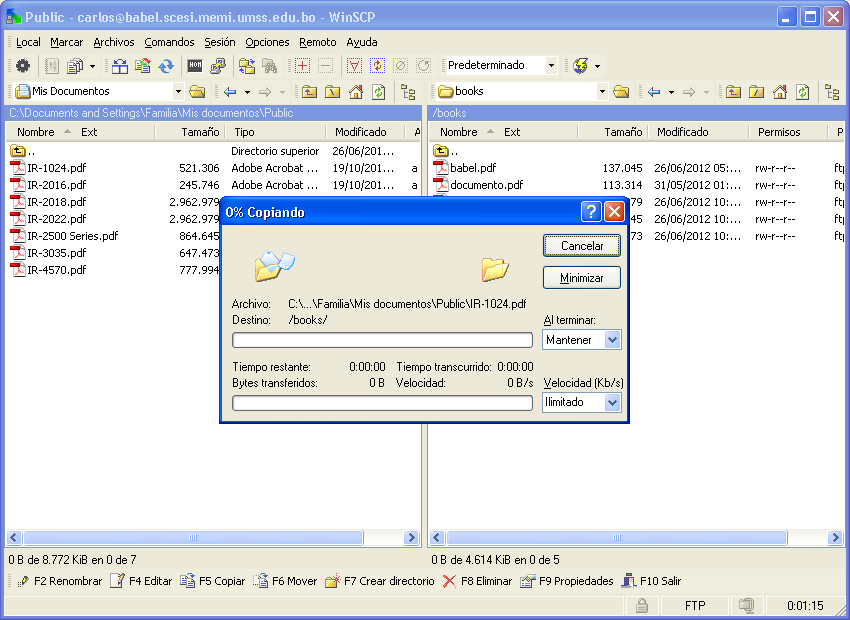 Public - carlos@babel.scesi.memi.umss.edu.bo - WinSCP
Local Marcar Archivos Comandos Sesión Opciones Remoto Ayuda
Predeterminado
Mis Documentos books
C:\Documents and Settings\Familia\Mis documentos\Public /books
Nombre Ext Tamaño Tipo Modificado A Nombre Ext Tamaño Modificado Permisos P
.. Directorio superior 26/06/201... ..
IR-1024.pdf 521.306 Adobe Acrobat ... 19/10/201... a babel.pdf 137.045 26/06/2012 05:... rw-r--r-- ftp
IR-2016.pdf 245.746 Adobe Acrobat ... 19/10/201... a documento.pdf 113.314 31/05/2012 01:... rw-r--r-- ftp
IR-2018.pdf 2.962.979 79 26/06/2012 10:... rw-r--r-- ftp
IR-2022.pdf 2.962.979 45 26/06/2012 10:... rw-r--r-- ftp
IR-2500 Series.pdf 864.645 73 26/06/2012 10:... rw-r--r-- ftp
IR-3035.pdf 647.473
IR-4570.pdf 777.994
0% Copiando
Cancelar
Minimizar
Archivo: C:\...\Familia\Mis documentos\Public\IR-1024.pdf
Destino: /books/
Al terminar:
Mantener
Tiempo restante: 0:00:00 Tiempo transcurrido: 0:00:00
Bytes transferidos: 0 B Velocidad: 0 B/s
Velocidad (Kb/s)
Ilimitado
0 B de 8.772 KiB en 0 de 7 0 B de 4.614 KiB en 0 de 5
F2 Renombrar F4 Editar F5 Copiar F6 Mover F7 Crear directorio F8 Eliminar F9 Propiedades F10 Salir
FTP 0:01:15